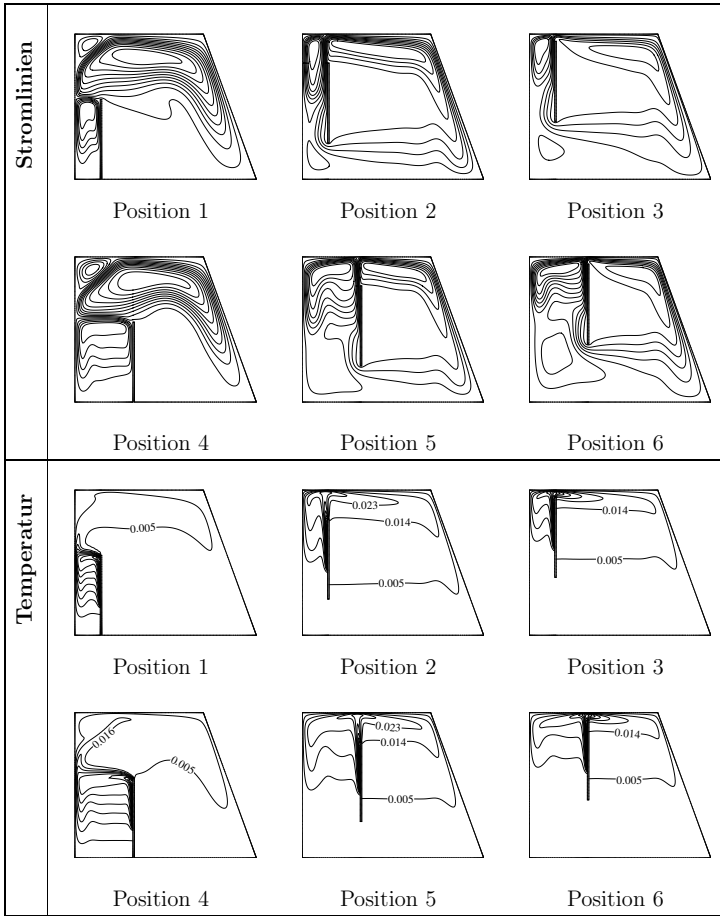 Stromlinien
Position 1
Position 2
Position 3
Position 4
Position 5
Position 6
Temperatur
0.005
0.023
0.014
0.005
0.014
0.005
Position 1
Position 2
Position 3
0.016
0.005
0.023
0.014
0.005
0.014
0.005
Position 4
Position 5
Position 6